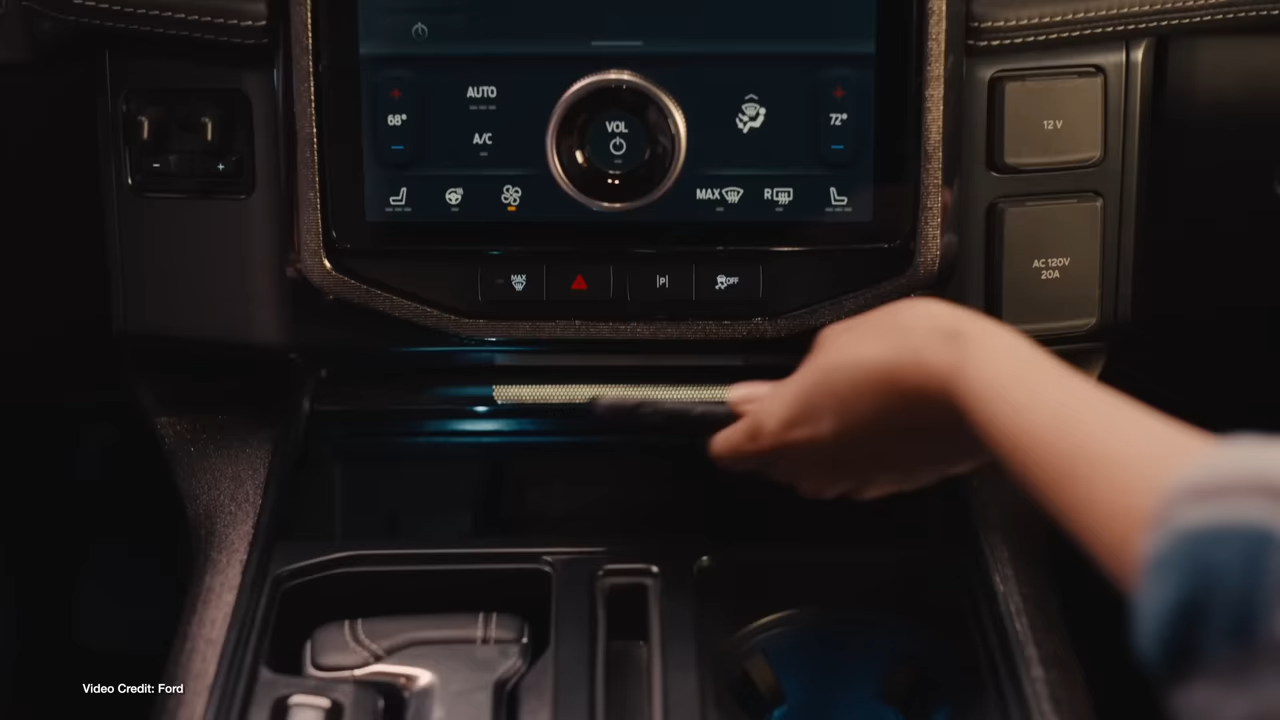 AUTO
68°
A/C
VOL
72°
MAX
R
MAX
P
OFF
- +
12 V
AC 120V
20A
Video Credit: Ford